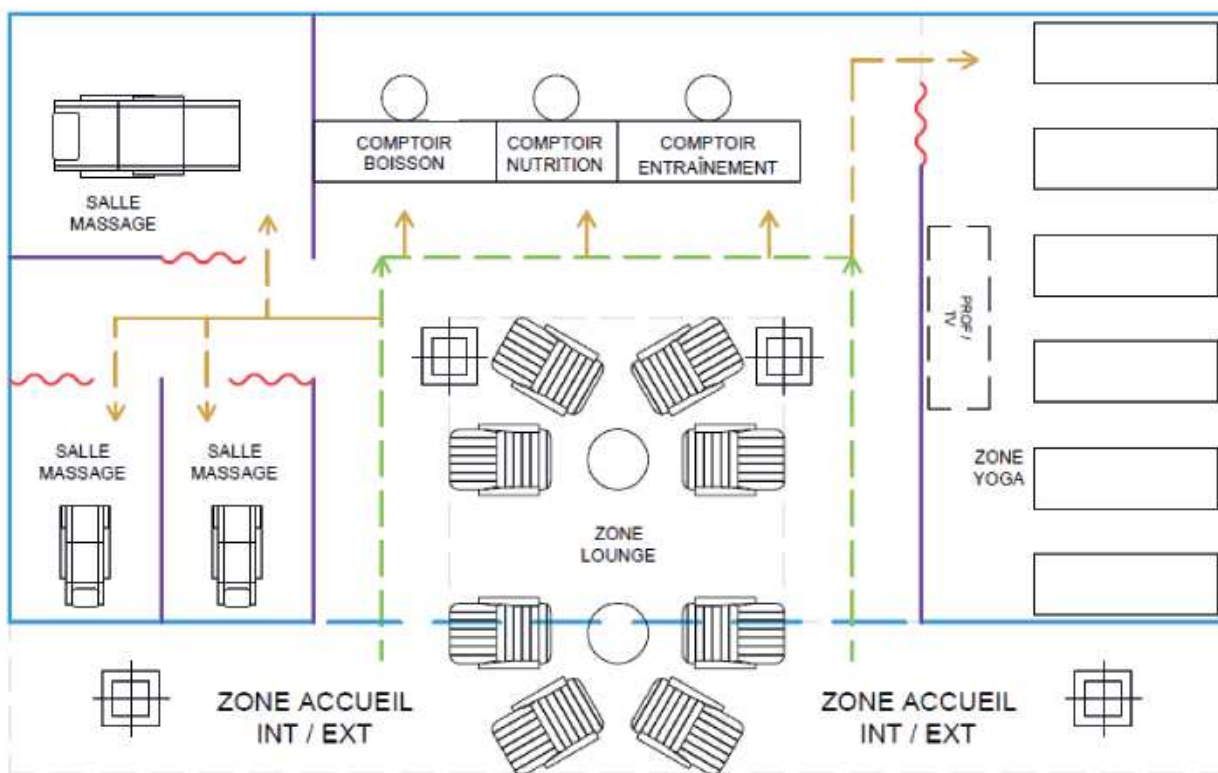 COMPTOIR
BOISSON
COMPTOIR
NUTRITION
COMPTOIR
ENTRAÎNEMENT
SALLE
MASSAGE
PROF /
TV
SALLE
MASSAGE
SALLE
MASSAGE
ZONE
YOGA
ZONE
LOUNGE
ZONE ACCUEIL
INT / EXT
ZONE ACCUEIL
INT / EXT